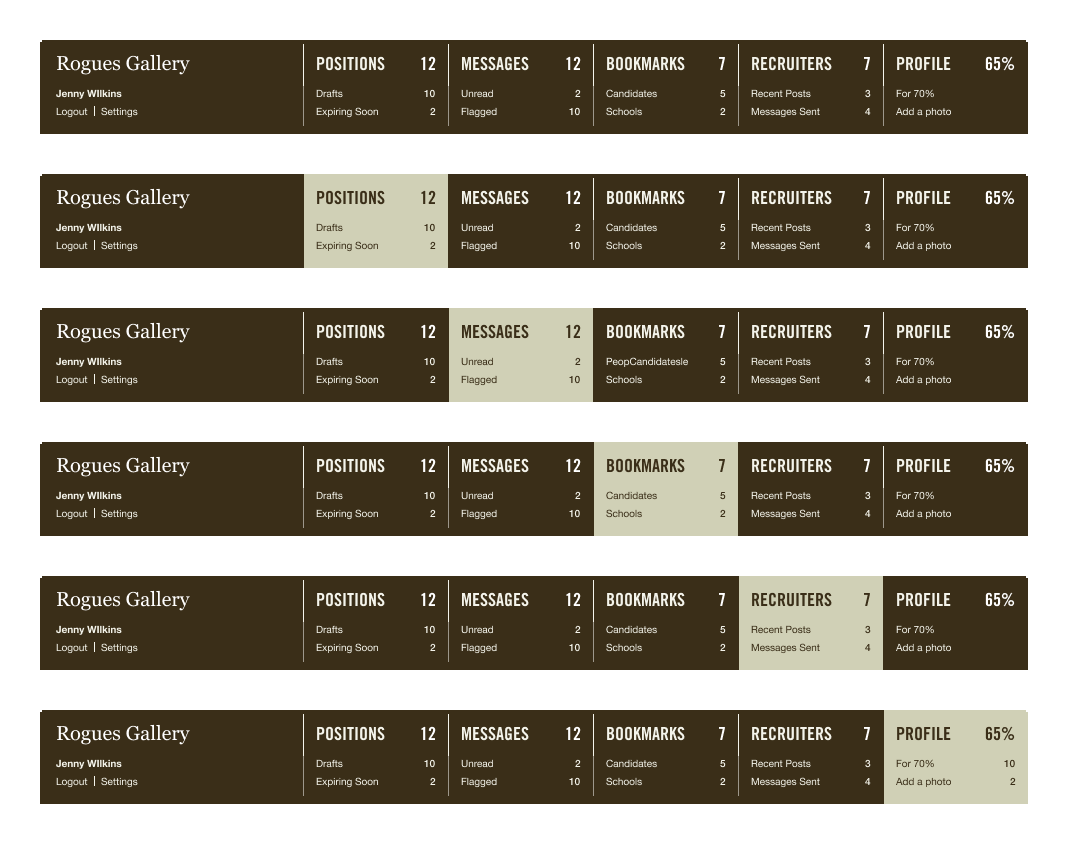 Rogues Gallery POSITIONS 12 MESSAGES 12 BOOKMARKS 7 RECRUITERS 7 PROFILE 65%
Jenny WIlkins Drafts 10 Unread 2 Candidates 5 Recent Posts 3 For 70%
Logout | Settings Expiring Soon 2 Flagged 10 Schools 2 Messages Sent 4 Add a photo
Rogues Gallery POSITIONS 12 MESSAGES 12 BOOKMARKS 7 RECRUITERS 7 PROFILE 65%
Jenny WIlkins Drafts 10 Unread 2 Candidates 5 Recent Posts 3 For 70%
Logout | Settings Expiring Soon 2 Flagged 10 Schools 2 Messages Sent 4 Add a photo
Rogues Gallery POSITIONS 12 MESSAGES 12 BOOKMARKS 7 RECRUITERS 7 PROFILE 65%
Jenny WIlkins Drafts 10 Unread 2 PeopCandidatesle 5 Recent Posts 3 For 70%
Logout | Settings Expiring Soon 2 Flagged 10 Schools 2 Messages Sent 4 Add a photo
Rogues Gallery POSITIONS 12 MESSAGES 12 BOOKMARKS 7 RECRUITERS 7 PROFILE 65%
Jenny WIlkins Drafts 10 Unread 2 Candidates 5 Recent Posts 3 For 70%
Logout | Settings Expiring Soon 2 Flagged 10 Schools 2 Messages Sent 4 Add a photo
Rogues Gallery POSITIONS 12 MESSAGES 12 BOOKMARKS 7 RECRUITERS 7 PROFILE 65%
Jenny WIlkins Drafts 10 Unread 2 Candidates 5 Recent Posts 3 For 70%
Logout | Settings Expiring Soon 2 Flagged 10 Schools 2 Messages Sent 4 Add a photo
Rogues Gallery POSITIONS 12 MESSAGES 12 BOOKMARKS 7 RECRUITERS 7 PROFILE 65%
Jenny WIlkins Drafts 10 Unread 2 Candidates 5 Recent Posts 3 For 70% 10
Logout | Settings Expiring Soon 2 Flagged 10 Schools 2 Messages Sent 4 Add a photo 2